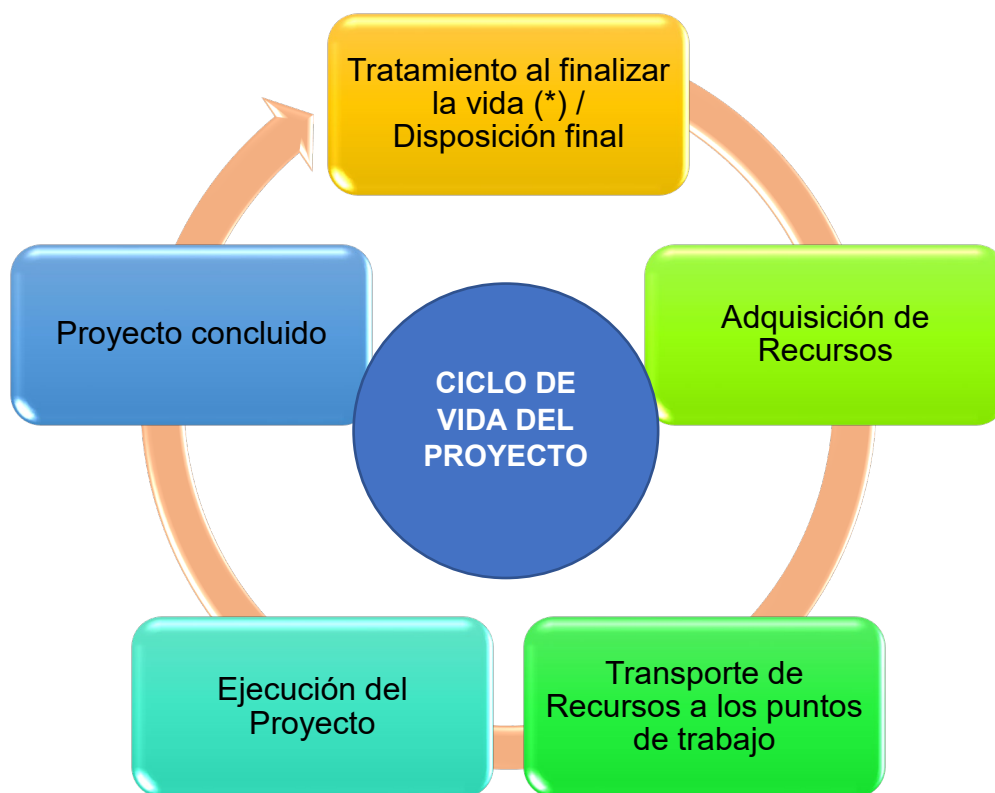 Tratamiento al finalizar
la vida (*) /
Disposición final
Adquisición de
Recursos
Transporte de
Recursos a los puntos
de trabajo
Ejecución del
Proyecto
Proyecto concluido
CICLO DE
VIDA DEL
PROYECTO